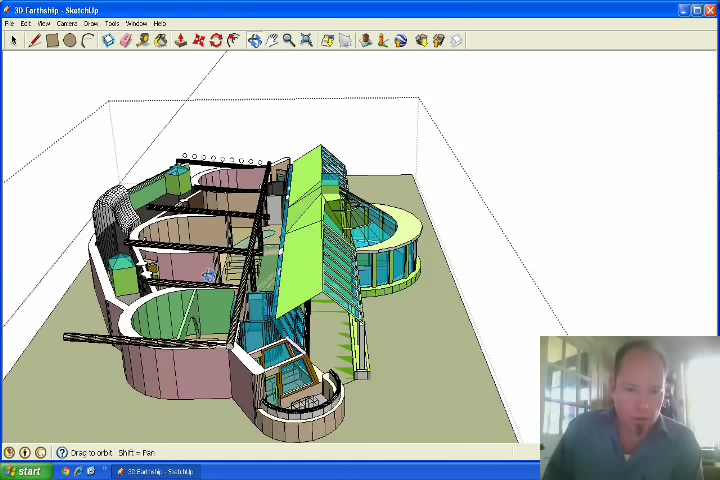 3D Earthship - SketchUp
File Edit View Camera Draw Tools Window Help
Drag to orbit. Shift = Pan
start
3D Earthship - SketchUp